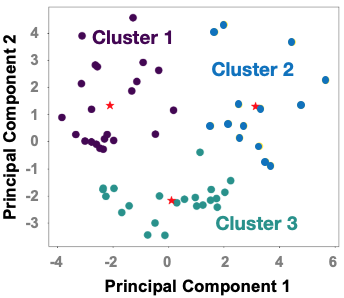 Principal Component 2
4
3
2
1
0
-1
-2
-3
Cluster 1
Cluster 2
Cluster 3
-4
-2
0
2
4
6
Principal Component 1